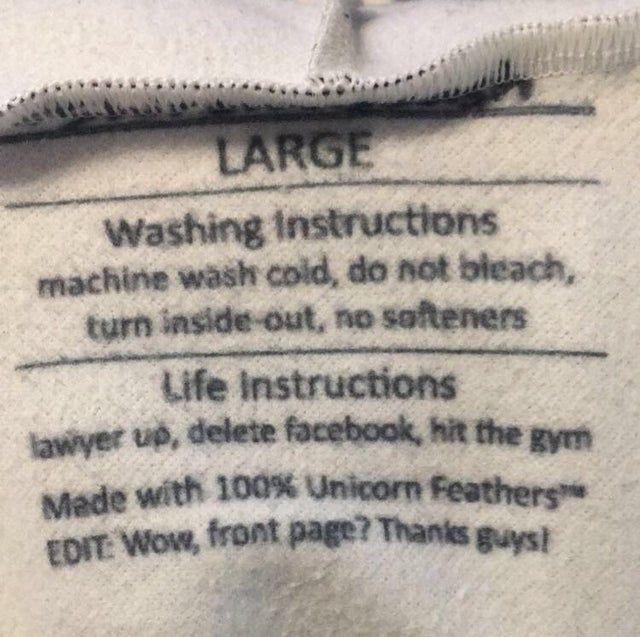 LARGE
Washing Instructions
machine wash cold, do not bleach,
turn inside-out, no softeners
Life Instructions
lawyer up, delete facebook, hit the gym
Made with 100% Unicorn Feathers™
EDIT: Wow, front page? Thanks guys!